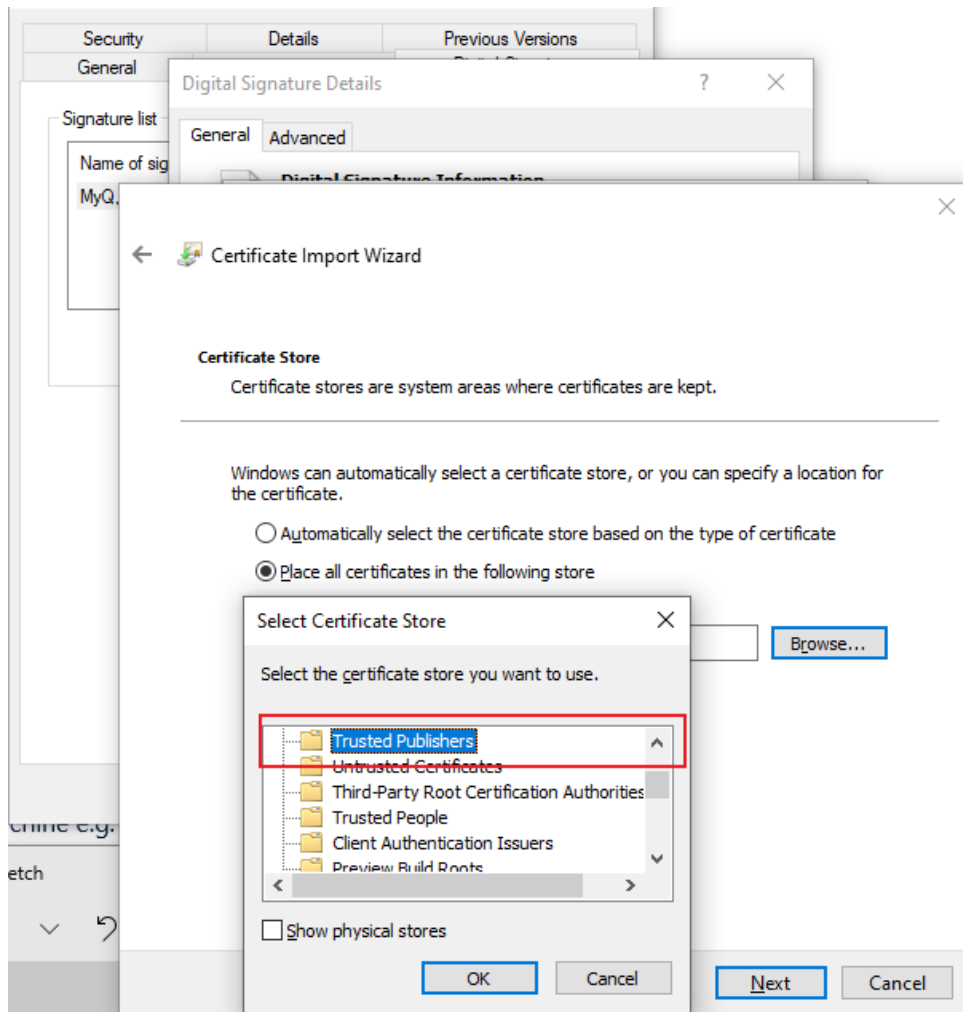 Security Details Previous Versions
General
Digital Signature Details
Signature list
General Advanced
Name of sig
Digital Signature Information
MyQ,
Certificate Import Wizard
Certificate Store
Certificate stores are system areas where certificates are kept.
Windows can automatically select a certificate store, or you can specify a location for
the certificate.
Automatically select the certificate store based on the type of certificate
Place all certificates in the following store
Select Certificate Store
Browse...
Select the certificate store you want to use.
Trusted Publishers
Untrusted Certificates
Third-Party Root Certification Authorities
Trusted People
Client Authentication Issuers
Preview Build Roots
chine e.g.
etch
Show physical stores
OK Cancel
Next Cancel